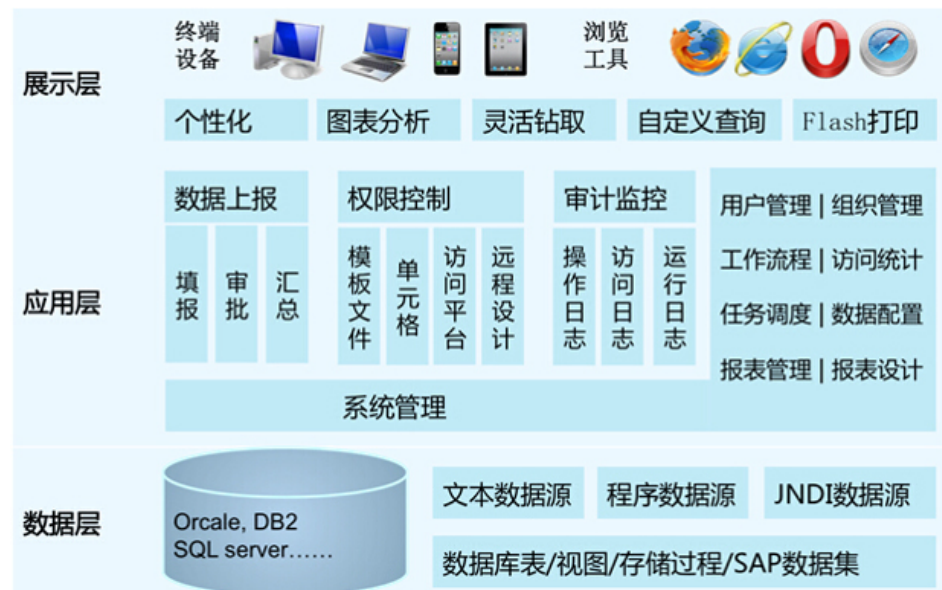 展示层
终端
设备
浏览
工具
个性化
图表分析
灵活钻取
自定义查询
Flash打印
应用层
数据上报
填报
审批
汇总
权限控制
模板文件
单元格
访问平台
远程设计
审计监控
操作日志
访问日志
运行日志
用户管理 | 组织管理
工作流程 | 访问统计
任务调度 | 数据配置
报表管理 | 报表设计
系统管理
数据层
Orcale, DB2
SQL server……
文本数据源
程序数据源
JNDI数据源
数据库表/视图/存储过程/SAP数据集